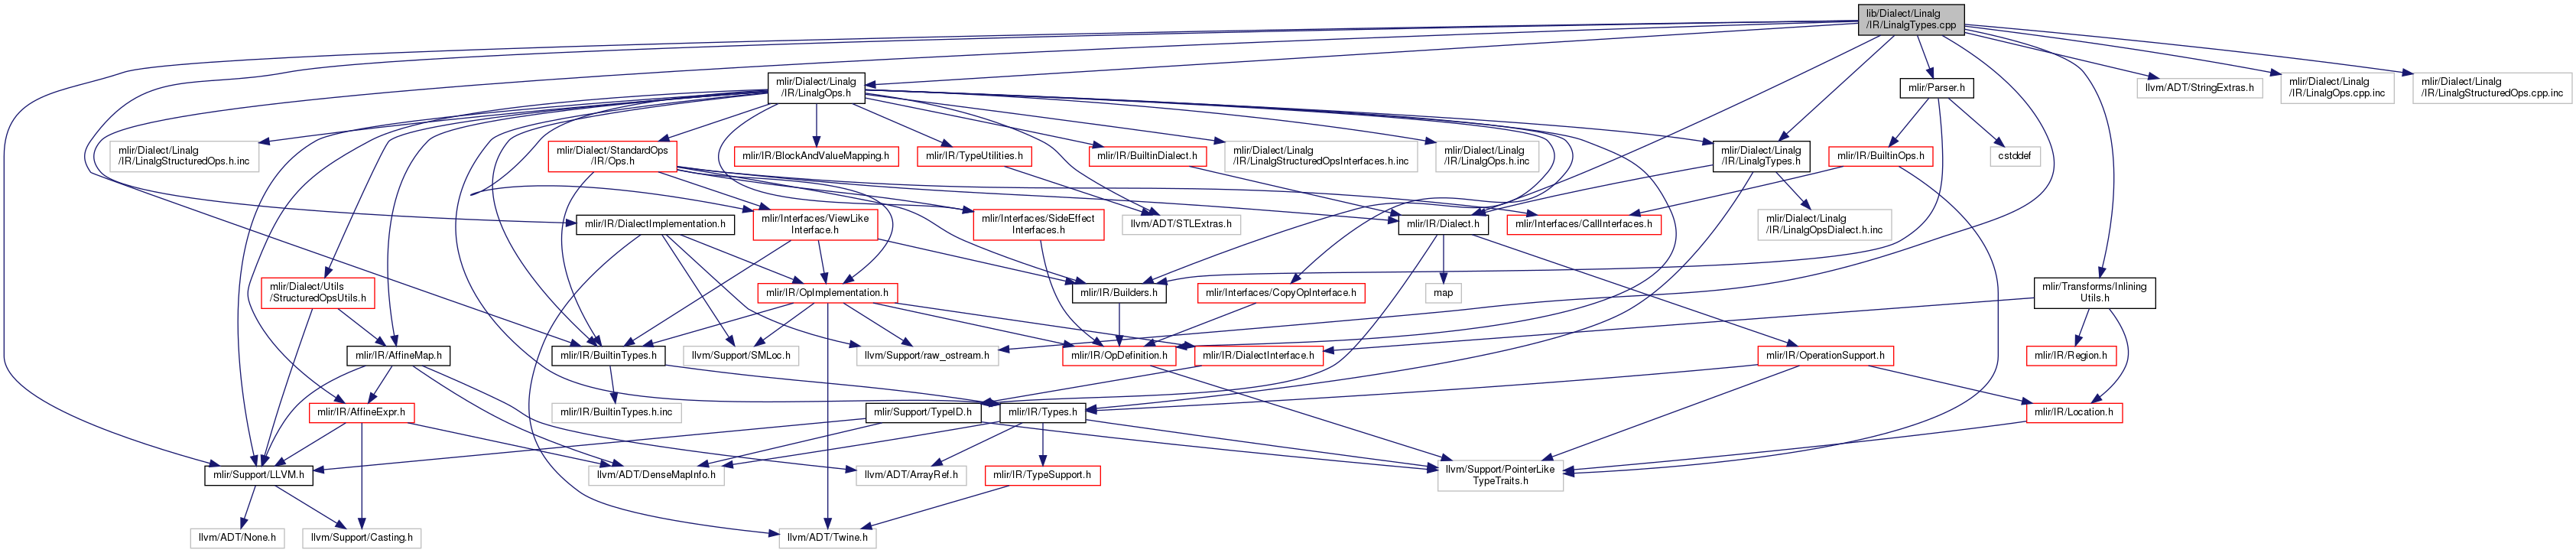 lib/Dialect/Linalg
/IR/LinalgTypes.cpp
mlir/Dialect/Linalg
/IR/LinalgOps.h
mlir/Parser.h
llvm/ADT/StringExtras.h
mlir/Dialect/Linalg
/IR/LinalgOps.cpp.inc
mlir/Dialect/Linalg
/IR/LinalgStructuredOps.cpp.inc
mlir/Dialect/Linalg
/IR/LinalgStructuredOps.h.inc
mlir/Dialect/StandardOps
/IR/Ops.h
mlir/IR/BlockAndValueMapping.h
mlir/IR/TypeUtilities.h
mlir/IR/BuiltinDialect.h
mlir/Dialect/Linalg
/IR/LinalgStructuredOpsInterfaces.h.inc
mlir/Dialect/Linalg
/IR/LinalgOps.h.inc
mlir/Dialect/Linalg
/IR/LinalgTypes.h
mlir/IR/BuiltinOps.h
cstddef
mlir/IR/DialectImplementation.h
mlir/Interfaces/ViewLike
Interface.h
mlir/Interfaces/SideEffect
Interfaces.h
llvm/ADT/STLExtras.h
mlir/IR/Dialect.h
mlir/Interfaces/CallInterfaces.h
mlir/Dialect/Linalg
/IR/LinalgOpsDialect.h.inc
mlir/Dialect/Utils
/StructuredOpsUtils.h
mlir/IR/OpImplementation.h
mlir/IR/Builders.h
mlir/Interfaces/CopyOpInterface.h
map
mlir/Transforms/Inlining
Utils.h
mlir/IR/AffineMap.h
mlir/IR/BuiltinTypes.h
llvm/Support/SMLoc.h
llvm/Support/raw_ostream.h
mlir/IR/OpDefinition.h
mlir/IR/DialectInterface.h
mlir/IR/OperationSupport.h
mlir/IR/Region.h
mlir/IR/AffineExpr.h
mlir/IR/BuiltinTypes.h.inc
mlir/Support/TypeID.h
mlir/IR/Types.h
mlir/IR/Location.h
mlir/Support/LLVM.h
llvm/ADT/DenseMapInfo.h
llvm/ADT/ArrayRef.h
mlir/IR/TypeSupport.h
llvm/Support/PointerLike
TypeTraits.h
llvm/ADT/None.h
llvm/Support/Casting.h
llvm/ADT/Twine.h